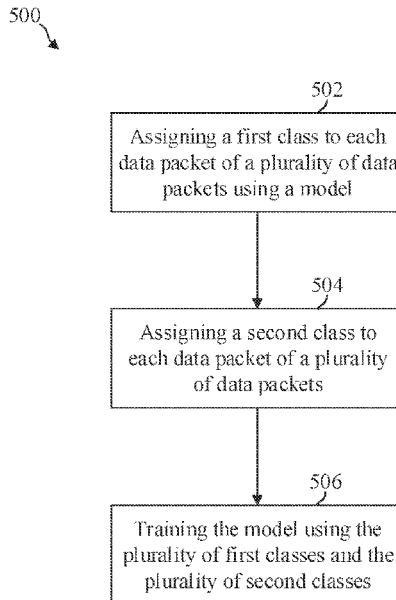 500
502
Assigning a first class to each
data packet of a plurality of data
packets using a model
504
Assigning a second class to
each data packet of a plurality
of data packets
506
Training the model using the
plurality of first classes and the
plurality of second classes